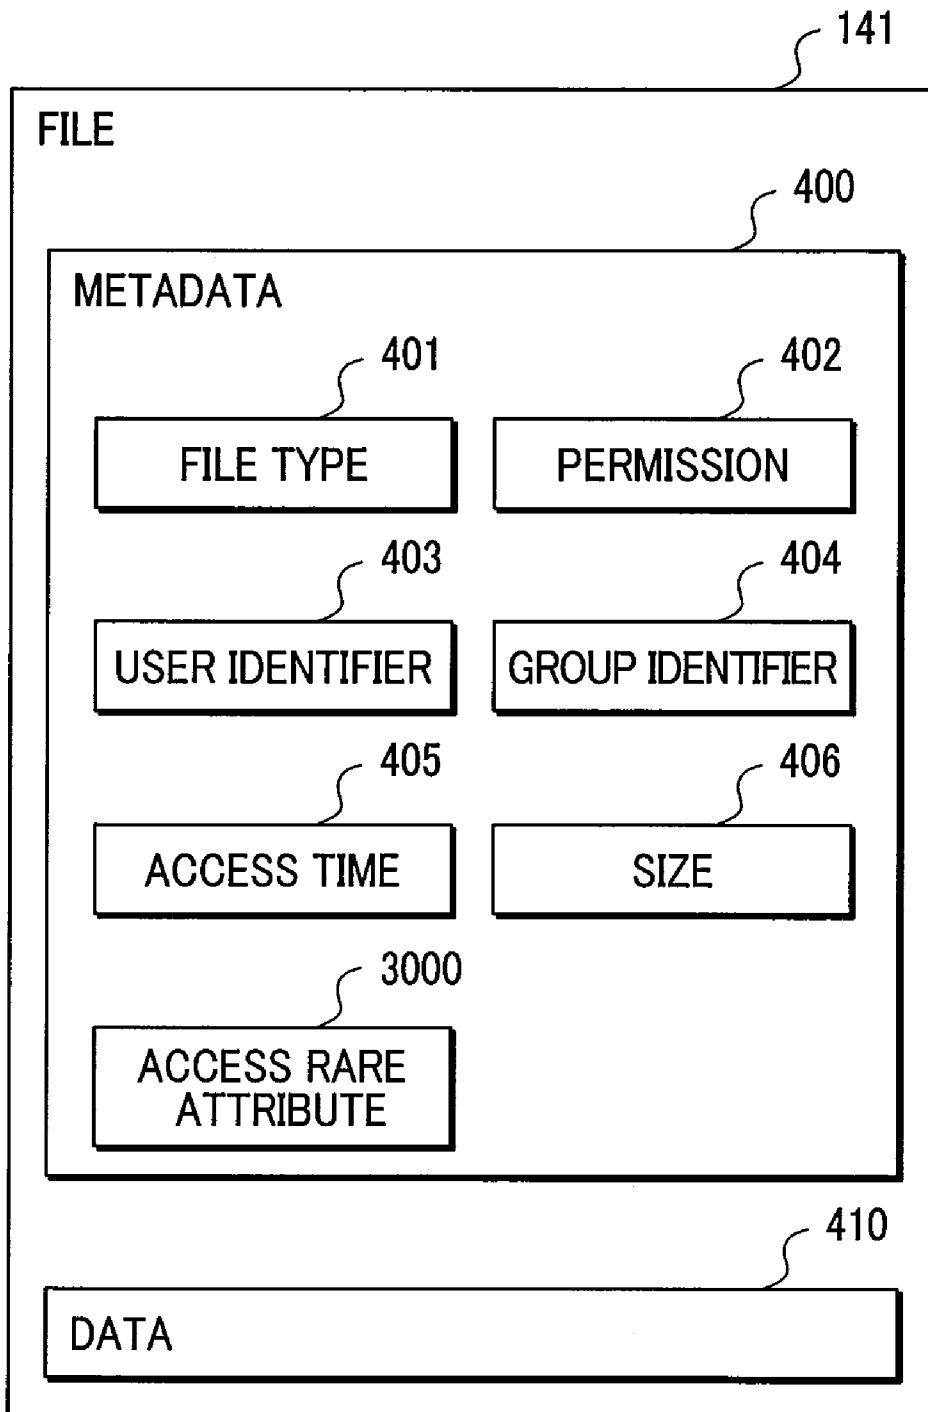 141
FILE
400
METADATA
401
402
FILE TYPE
PERMISSION
403
404
USER IDENTIFIER
GROUP IDENTIFIER
405
406
ACCESS TIME
SIZE
3000
ACCESS RARE
ATTRIBUTE
410
DATA